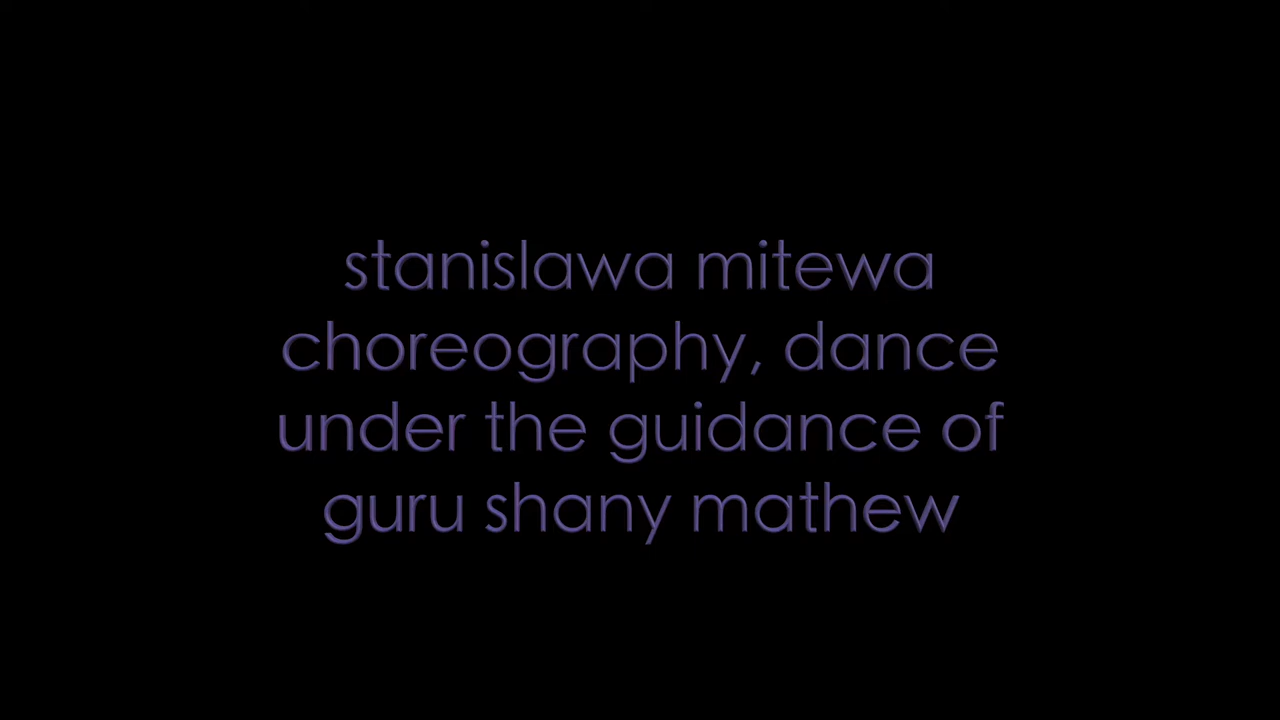 stanislawa mitewa
choreography, dance
under the guidance of
guru shany mathew